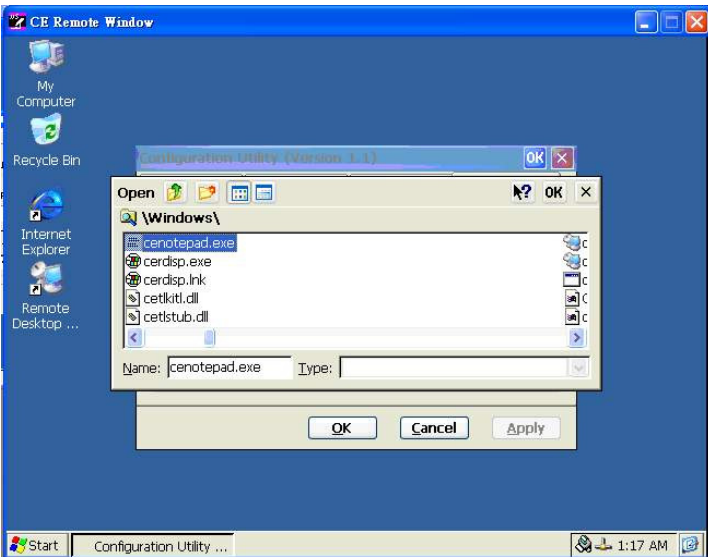 CE Remote Window
My
Computer
Recycle Bin
Internet
Explorer
Remote
Desktop ...
Configuration Utility (Version 1.1)
OK
Open
OK
\Windows\
cenotepad.exe
cerdisp.exe
cerdisp.lnk
cetlkitl.dll
cetlstub.dll
Name: cenotepad.exe Type:
OK Cancel Apply
Start Configuration Utility ... 1:17 AM